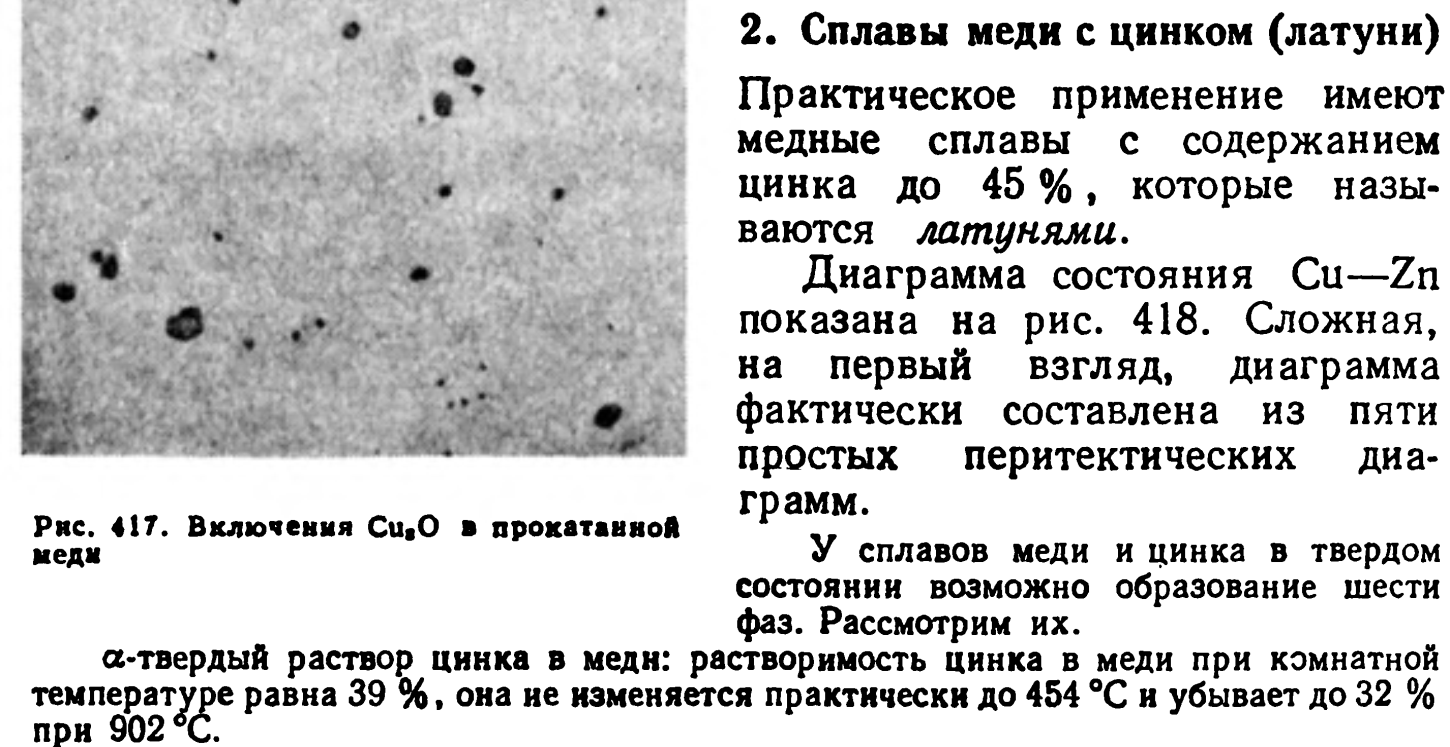 2. Сплавы меди с цинком (латуни)
Практическое применение имеют
медные сплавы с содержанием
цинка до 45 %, которые назы-
ваются латунями.
Диаграмма состояния Cu—Zn
показана на рис. 418. Сложная,
на первый взгляд, диаграмма
фактически составлена из пяти
простых перитектических диа-
грамм.
Рис. 417. Включения Cu₂O в прокатанной
меди
У сплавов меди и цинка в твердом
состоянии возможно образование шести
фаз. Рассмотрим их.
α-твердый раствор цинка в меди: растворимость цинка в меди при комнатной
температуре равна 39 %, она не изменяется практически до 454 °С и убывает до 32 %
при 902 °С.